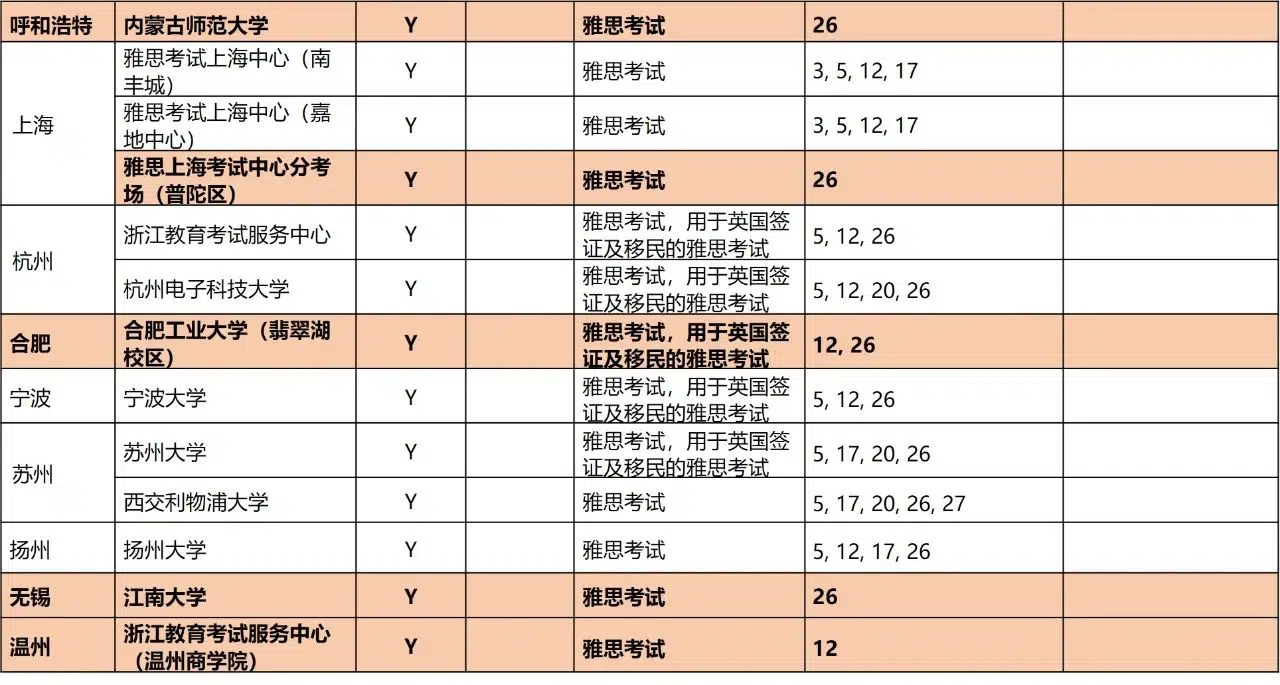 呼和浩特 内蒙古师范大学 Y 雅思考试 26
上海
雅思考试上海中心（南
丰城） Y 雅思考试 3, 5, 12, 17
雅思考试上海中心（嘉
地中心） Y 雅思考试 3, 5, 12, 17
雅思上海考试中心分考
场（普陀区） Y 雅思考试 26
杭州
浙江教育考试服务中心 Y 雅思考试，用于英国签
证及移民的雅思考试 5, 12, 26
杭州电子科技大学 Y 雅思考试，用于英国签
证及移民的雅思考试 5, 12, 20, 26
合肥 合肥工业大学（翡翠湖
校区） Y 雅思考试，用于英国签
证及移民的雅思考试 12, 26
宁波 宁波大学 Y 雅思考试，用于英国签
证及移民的雅思考试 5, 12, 26
苏州
苏州大学 Y 雅思考试，用于英国签
证及移民的雅思考试 5, 17, 20, 26
西交利物浦大学 Y 雅思考试 5, 17, 20, 26, 27
扬州 扬州大学 Y 雅思考试 5, 12, 17, 26
无锡 江南大学 Y 雅思考试 26
温州 浙江教育考试服务中心
（温州商学院） Y 雅思考试 12